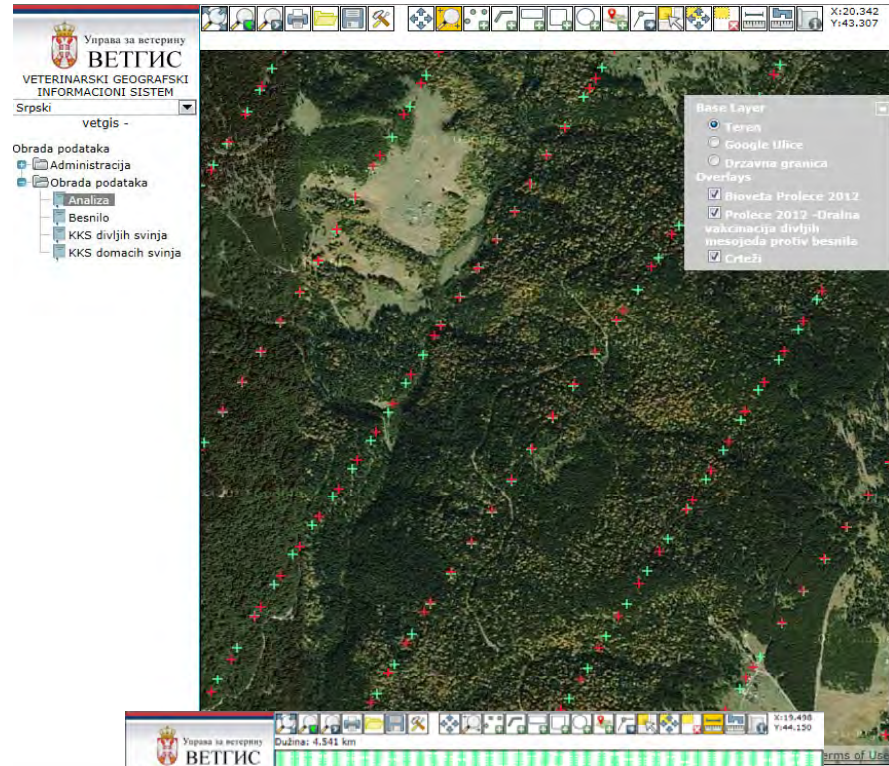 X:20.342
Y:43.307
Управа за ветерину
ВЕТГИС
VETERINARSKI GEOGRAFSKI
INFORMACIONI SISTEM
Srpski
vetgis -
Obrada podataka
Administracija
Obrada podataka
Analiza
Besnilo
KKS divljih svinja
KKS domacih svinja
Base Layer
Teren
Google Ulice
Drzavna granica
Overlays
Bioveta Prolece 2012
Prolece 2012 -Oralna
vakcinacija divljih
mesojeda protiv besnila
Crteži
X:19.498
Y:44.150
Управа за ветерину
ВЕТГИС
Dužina: 4.541 km
erms of Use